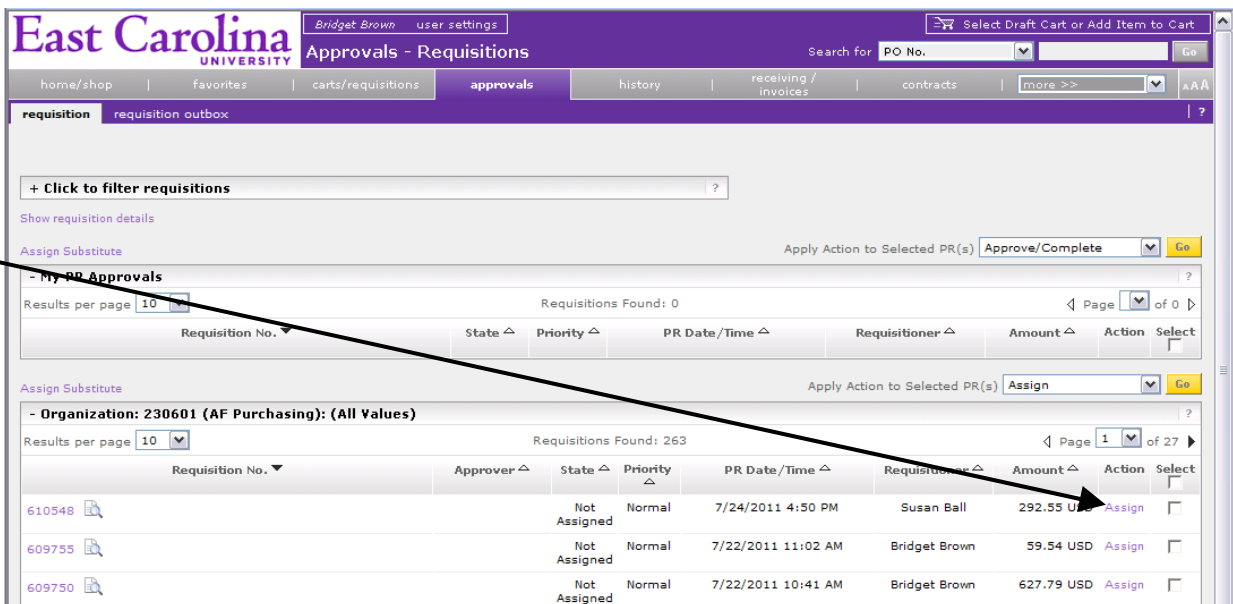 East Carolina
UNIVERSITY
Bridget Brown user settings
Select Draft Cart or Add Item to Cart
Approvals - Requisitions
Search for PO No. Go
home/shop | favorites | carts/requisitions approvals history | receiving / invoices | contracts | more >> AAA
requisition requisition outbox | ?
+ Click to filter requisitions ?
Show requisition details
Assign Substitute Apply Action to Selected PR(s) Approve/Complete Go
- My PR Approvals ?
Results per page 10 Requisitions Found: 0 Page of 0
Requisition No. State Priority PR Date/Time Requisitioner Amount Action Select
Assign Substitute Apply Action to Selected PR(s) Assign Go
- Organization: 230601 (AF Purchasing): (All Values) ?
Results per page 10 Requisitions Found: 263 Page 1 of 27
Requisition No. Approver State Priority PR Date/Time Requisitioner Amount Action Select
610548 Not Assigned Normal 7/24/2011 4:50 PM Susan Ball 292.55 USD Assign
609755 Not Assigned Normal 7/22/2011 11:02 AM Bridget Brown 59.54 USD Assign
609750 Not Assigned Normal 7/22/2011 10:41 AM Bridget Brown 627.79 USD Assign